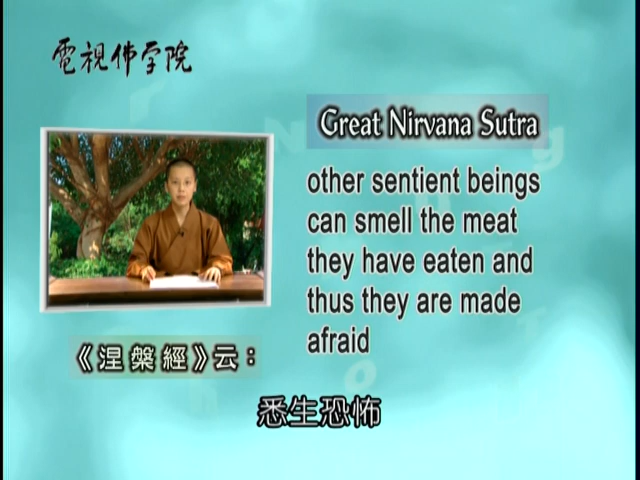 電視佛学院
Great Nirvana Sutra
other sentient beings
can smell the meat
they have eaten and
thus they are made
afraid
《涅槃經》云：
悉生恐怖